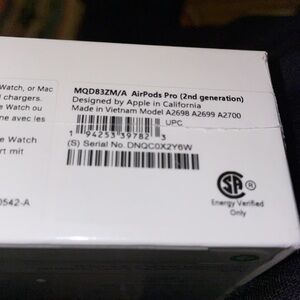 Watch, or Mac
chargers.
Watch ou
ne avec les
e Watch
rt mit
0542-A
MQD83ZM/A AirPods Pro (2nd generation)
Designed by Apple in California
Made in Vietnam Model A2698 A2699 A2700
UPC
1 94253 39782 3
(S) Serial No. DNQC0X2Y6W
SA
®
Energy Verified
Only